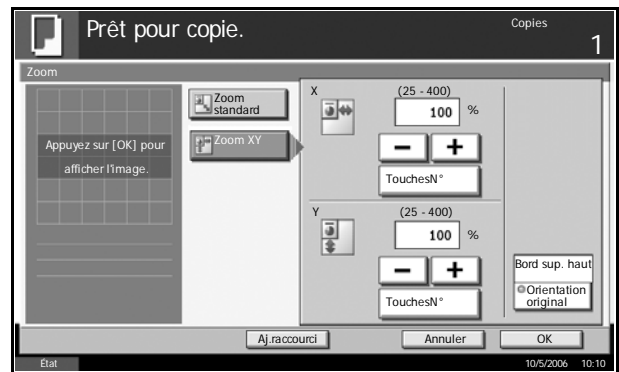 Prêt pour copie.
Copies
1
Zoom
Appuyez sur [OK] pour
afficher l'image.
Zoom
standard
Zoom XY
X
(25 - 400)
100 %
TouchesN°
Y
(25 - 400)
100 %
TouchesN°
Bord sup. haut
Orientation
original
Aj.raccourci
Annuler
OK
État
10/5/2006 10:10